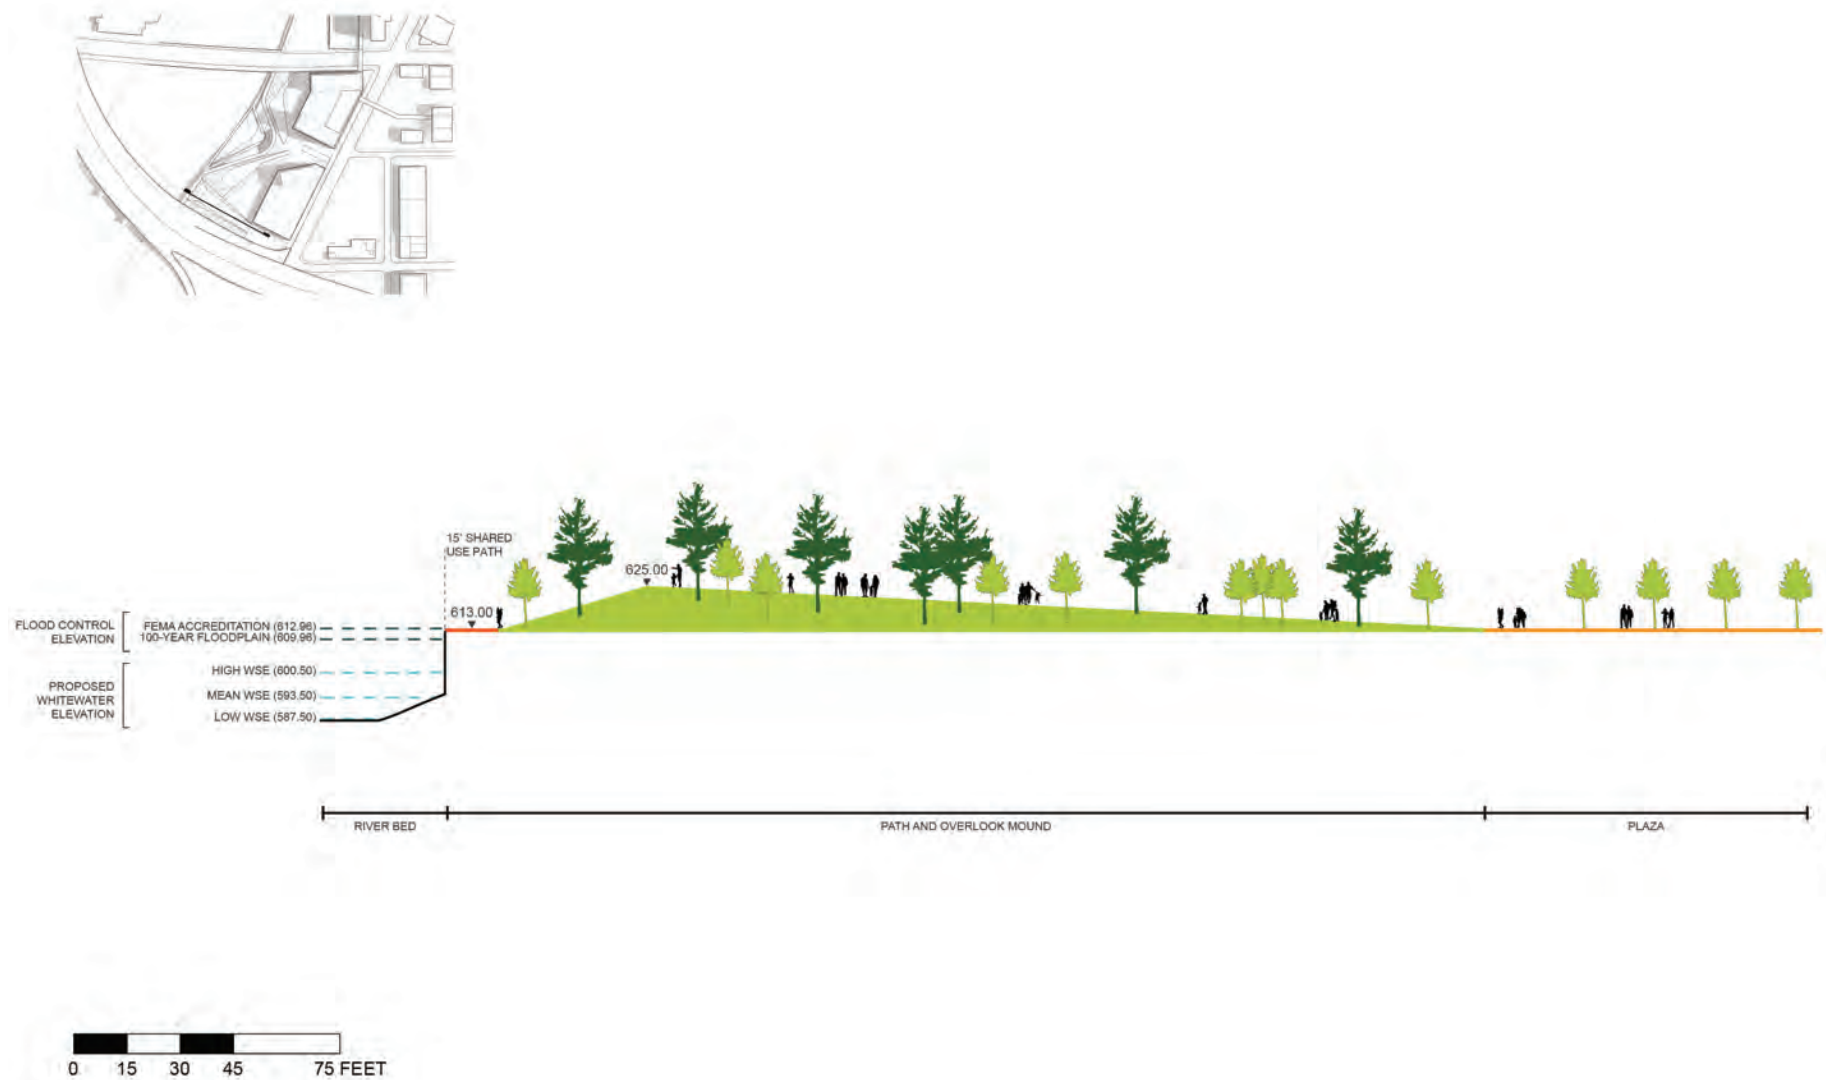 15' SHARED
USE PATH
625.00
613.00
FLOOD CONTROL
ELEVATION
FEMA ACCREDITATION (612.96)
100-YEAR FLOODPLAIN (609.96)
PROPOSED
WHITEWATER
ELEVATION
HIGH WSE (600.50)
MEAN WSE (593.50)
LOW WSE (587.50)
RIVER BED
PATH AND OVERLOOK MOUND
PLAZA
0 15 30 45 75 FEET